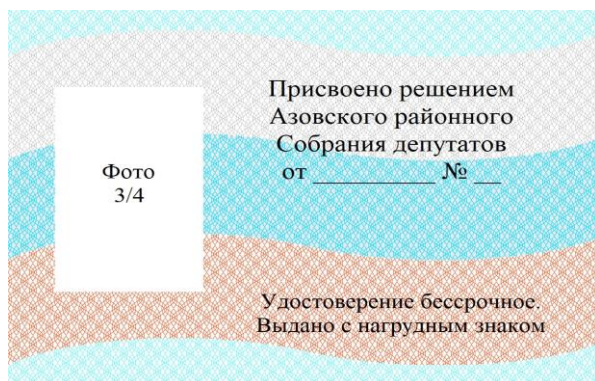 Фото
3/4
Присвоено решением
Азовского районного
Собрания депутатов
от __________ № __
Удостоверение бессрочное.
Выдано с нагрудным знаком